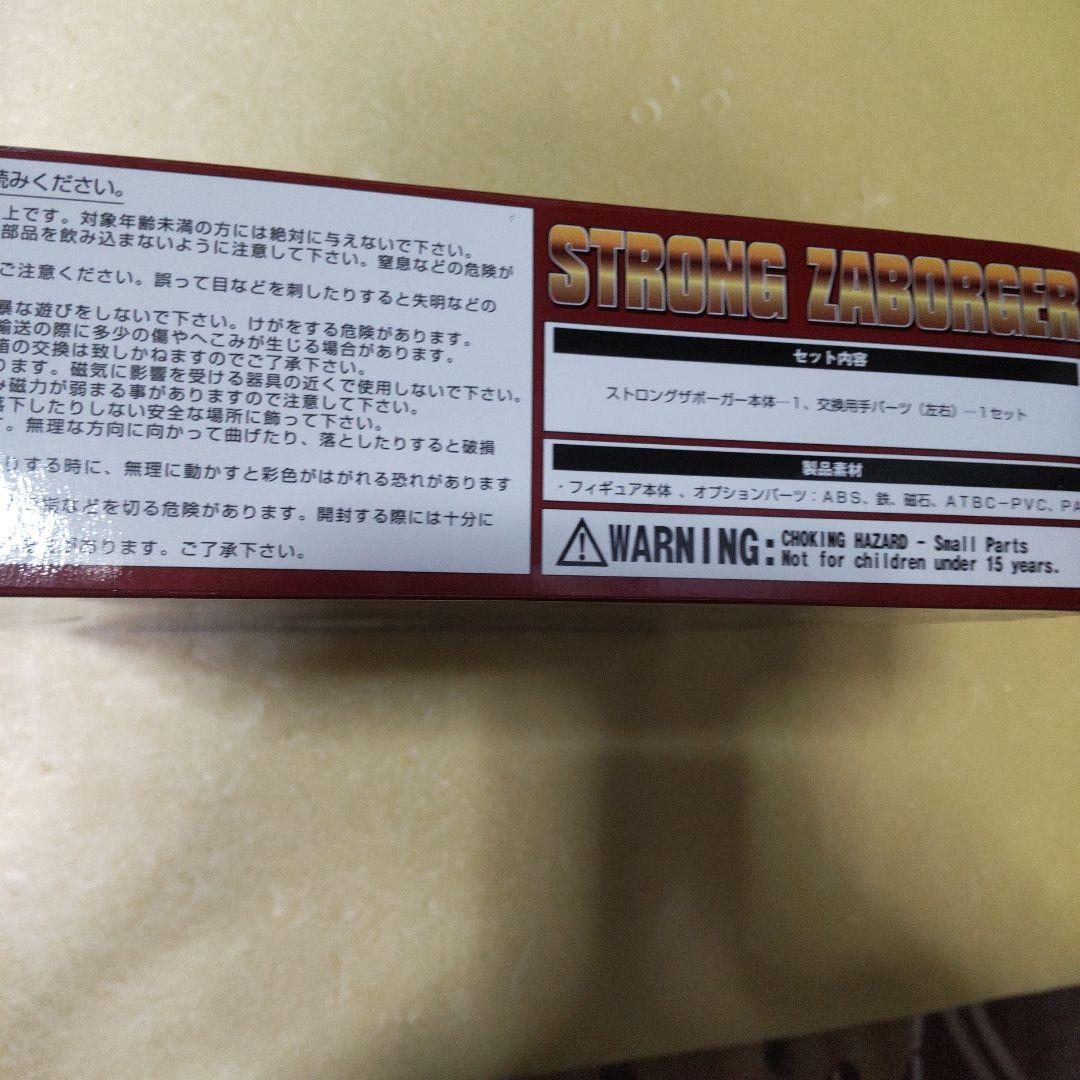 読みください。
上です。対象年齢未満の方には絶対に与えないで下さい。
部品を飲み込まないように注意して下さい。窒息などの危険が
ご注意ください。誤って目などを刺したりすると失明などの
暴な遊びをしないで下さい。けがをする危険があります。
輸送の際に多少の傷やへこみが生じる場合があります。
箱の交換は致しかねますのでご了承下さい。
ります。磁気に影響を受ける器具の近くで使用しないで下さい。
み磁力が弱まる事がありますので注意して下さい。
落下したりしない安全な場所に飾って下さい。
す。無理な方向に向かって曲げたり、落としたりすると破損
りする時に、無理に動かすと彩色がはがれる恐れがあります
などを切る危険があります。開封する際には十分に
あります。ご了承下さい。
STRONG ZABORGER
セット内容
ストロングザボーガー本体…1、交換用手パーツ（左右）…1セット
製品素材
・フィギュア本体 、オプションパーツ：ABS、鉄、磁石、ATBC-PVC、PA
WARNING: CHOKING HAZARD - Small Parts
Not for children under 15 years.